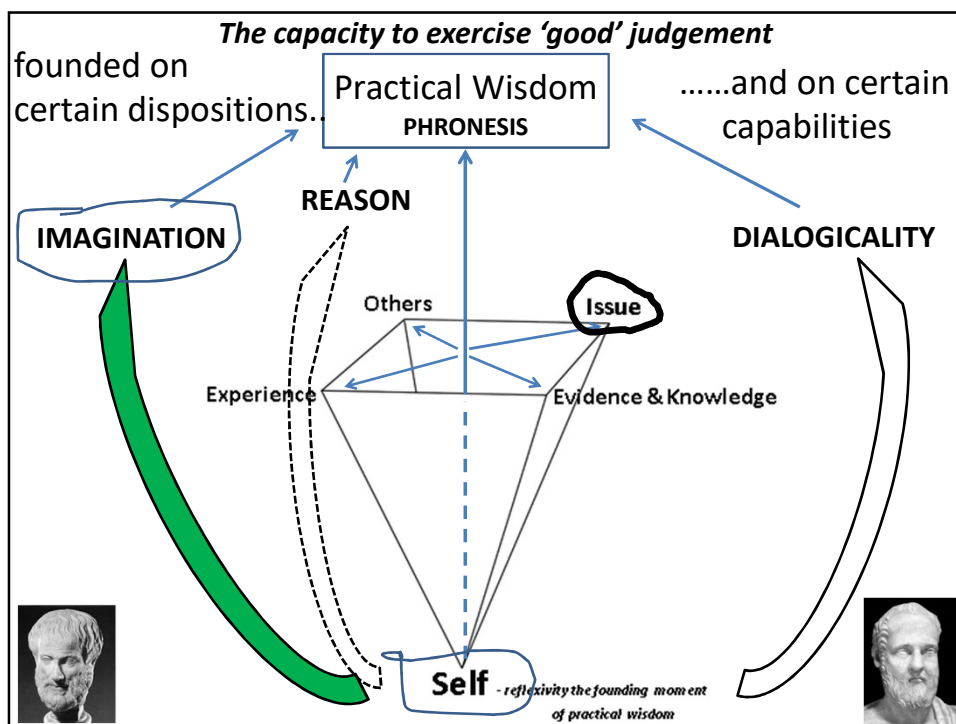 The capacity to exercise ‘good’ judgement
founded on
certain dispositions..
Practical Wisdom
PHRONESIS
……and on certain
capabilities
REASON
IMAGINATION
DIALOGICALITY
Others
Issue
Experience
Evidence & Knowledge
Self - reflexivity the founding moment
of practical wisdom